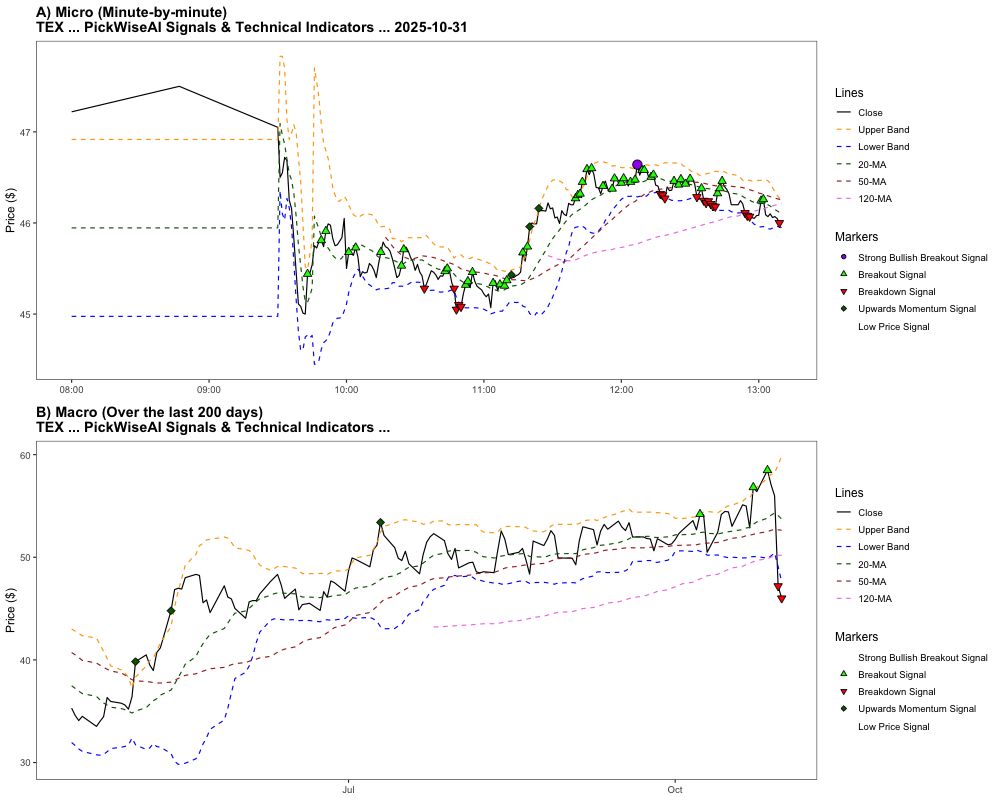 A) Micro (Minute-by-minute)
TEX ... PickWiseAI Signals & Technical Indicators ... 2025-10-31
Price ($)
47
46
45
08:00
09:00
10:00
11:00
12:00
13:00
Lines
Close
Upper Band
Lower Band
20-MA
50-MA
120-MA
Markers
Strong Bullish Breakout Signal
Breakout Signal
Breakdown Signal
Upwards Momentum Signal
Low Price Signal
B) Macro (Over the last 200 days)
TEX ... PickWiseAI Signals & Technical Indicators ...
Price ($)
60
50
40
30
Jul
Oct
Lines
Close
Upper Band
Lower Band
20-MA
50-MA
120-MA
Markers
Strong Bullish Breakout Signal
Breakout Signal
Breakdown Signal
Upwards Momentum Signal
Low Price Signal